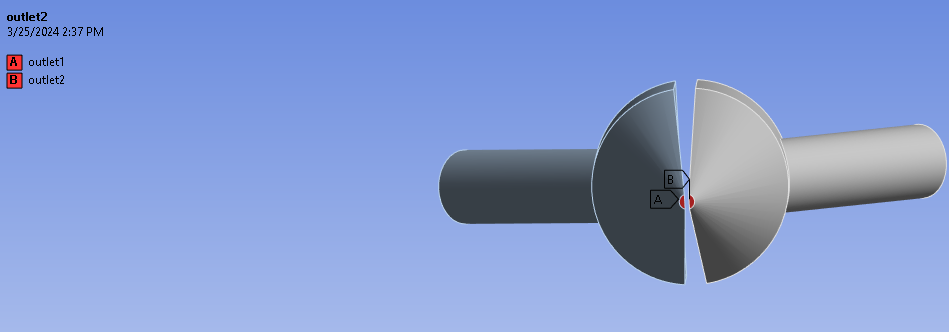 outlet2
3/25/2024 2:37 PM
A outlet1
B outlet2
B
A